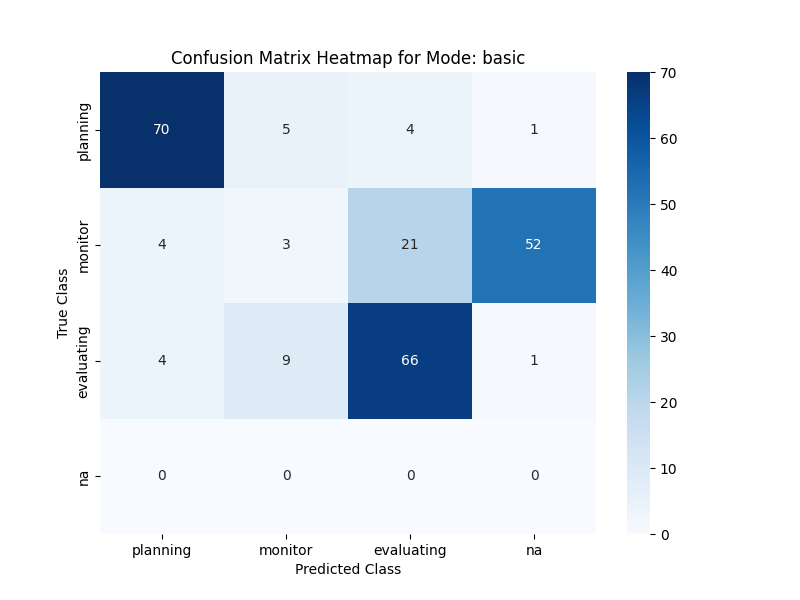 Confusion Matrix Heatmap for Mode: basic
True Class
planning
70 5 4 1
monitor
4 3 21 52
evaluating
4 9 66 1
na
0 0 0 0
planning monitor evaluating na
Predicted Class
70
60
50
40
30
20
10
0